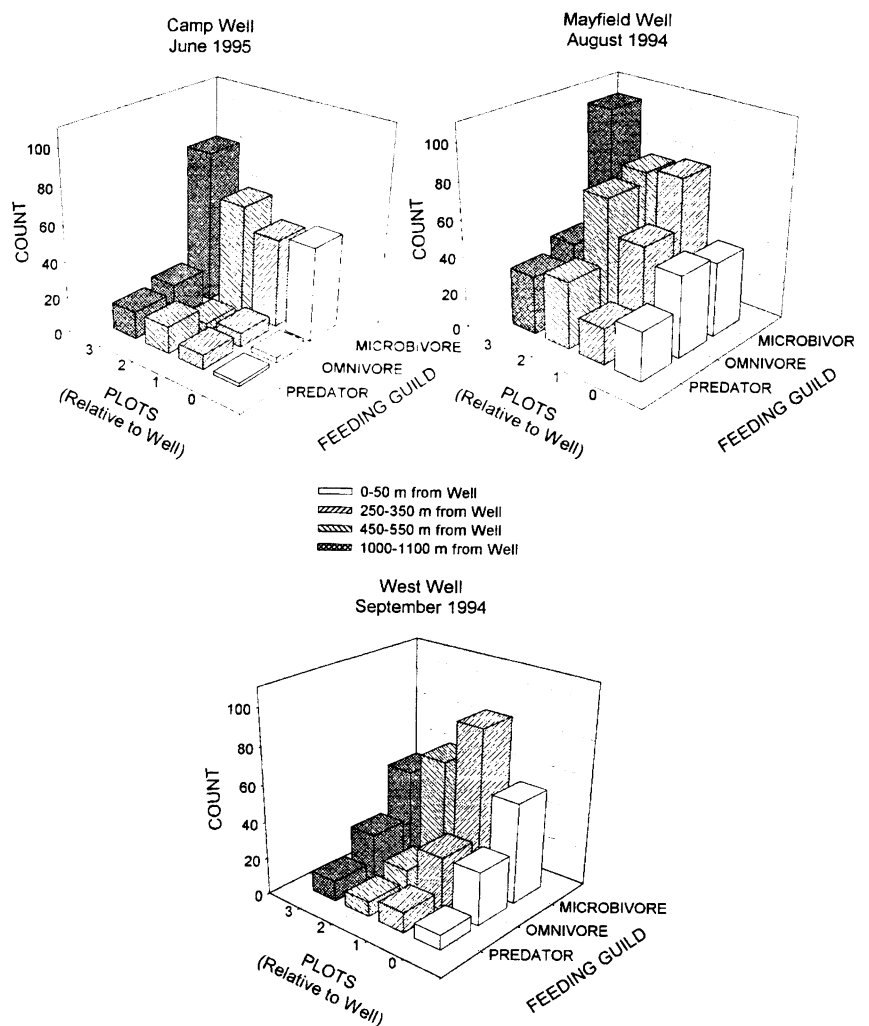 Camp Well
June 1995
100
80
60
40
20
0
COUNT
3
2
1
0
PLOTS
(Relative to Well)
MICROBIVORE
OMNIVORE
PREDATOR
FEEDING GUILD
Mayfield Well
August 1994
100
80
60
40
20
0
COUNT
3
2
1
0
PLOTS
(Relative to Well)
MICROBIVOR
OMNIVORE
PREDATOR
FEEDING GUILD
0-50 m from Well
250-350 m from Well
450-550 m from Well
1000-1100 m from Well
West Well
September 1994
100
80
60
40
20
0
COUNT
3
2
1
0
PLOTS
(Relative to Well)
MICROBIVORE
OMNIVORE
PREDATOR
FEEDING GUILD